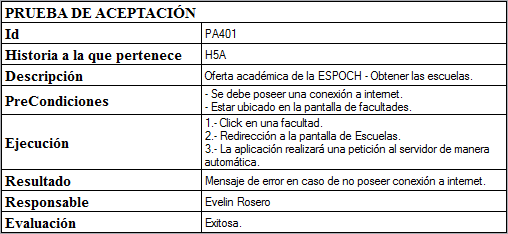 PRUEBA DE ACEPTACIÓN
Id PA401
Historia a la que pertenece H5A
Descripción Oferta académica de la ESPOCH - Obtener las escuelas.
PreCondiciones - Se debe poseer una conexión a internet.
- Estar ubicado en la pantalla de facultades.
Ejecución 1.- Click en una facultad.
2.- Redirección a la pantalla de Escuelas.
3.- La aplicación realizará una petición al servidor de manera
automática.
Resultado Mensaje de error en caso de no poseer conexión a internet.
Responsable Evelin Rosero
Evaluación Exitosa.